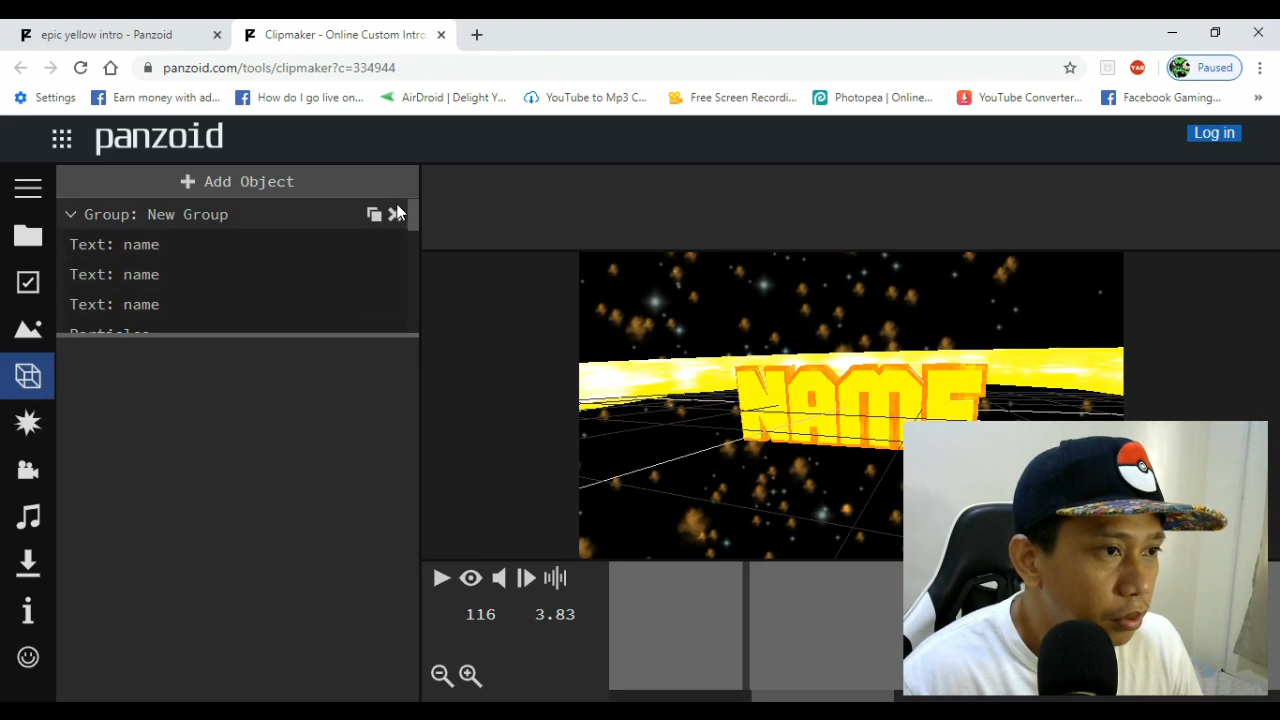 epic yellow intro - Panzoid
Clipmaker - Online Custom Intro
panzoid.com/tools/clipmaker?c=334944
Paused
Settings
Earn money with ad...
How do I go live on...
AirDroid | Delight Y...
YouTube to Mp3 C...
Free Screen Recordi...
Photopea | Online...
YouTube Converter...
Facebook Gaming...
panzoid
Log in
Add Object
Group: New Group
Text: name
Text: name
Text: name
Particles
NAME
116 3.83